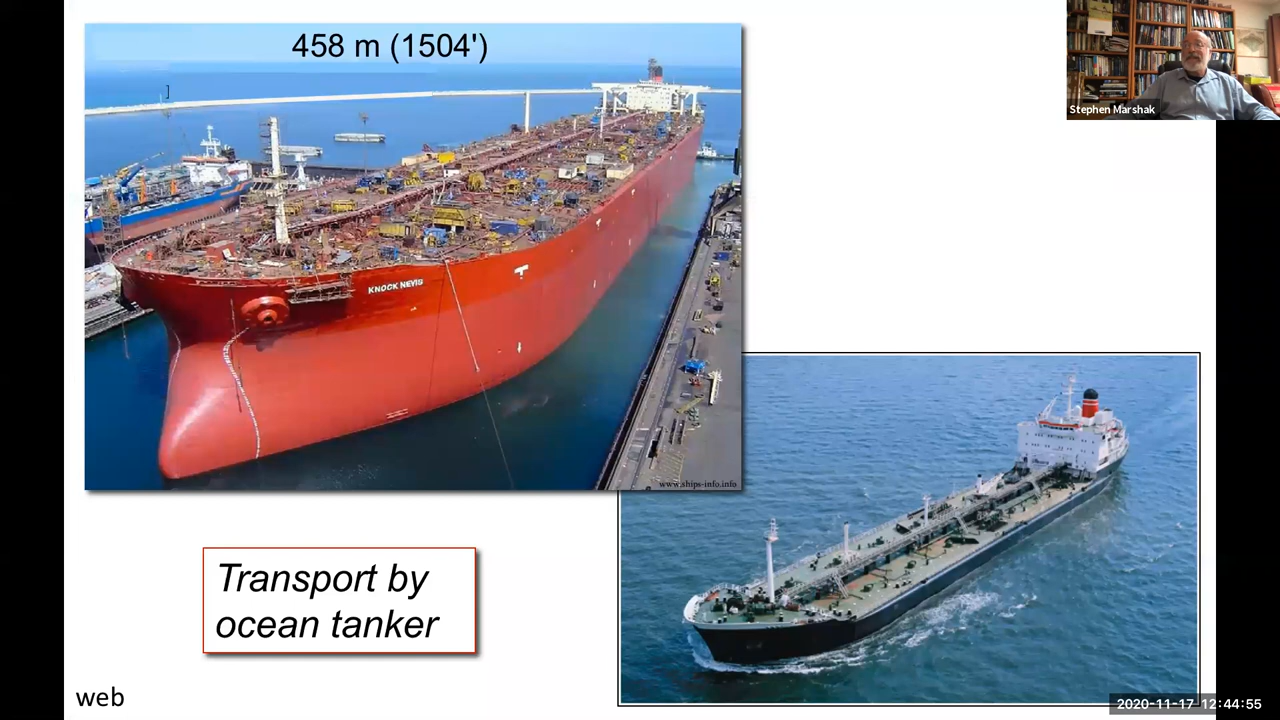 458 m (1504')
Stephen Marshak
KNOCK NEVIS
www.ships-info.info
Transport by
ocean tanker
web
2020-11-17 12:44:55